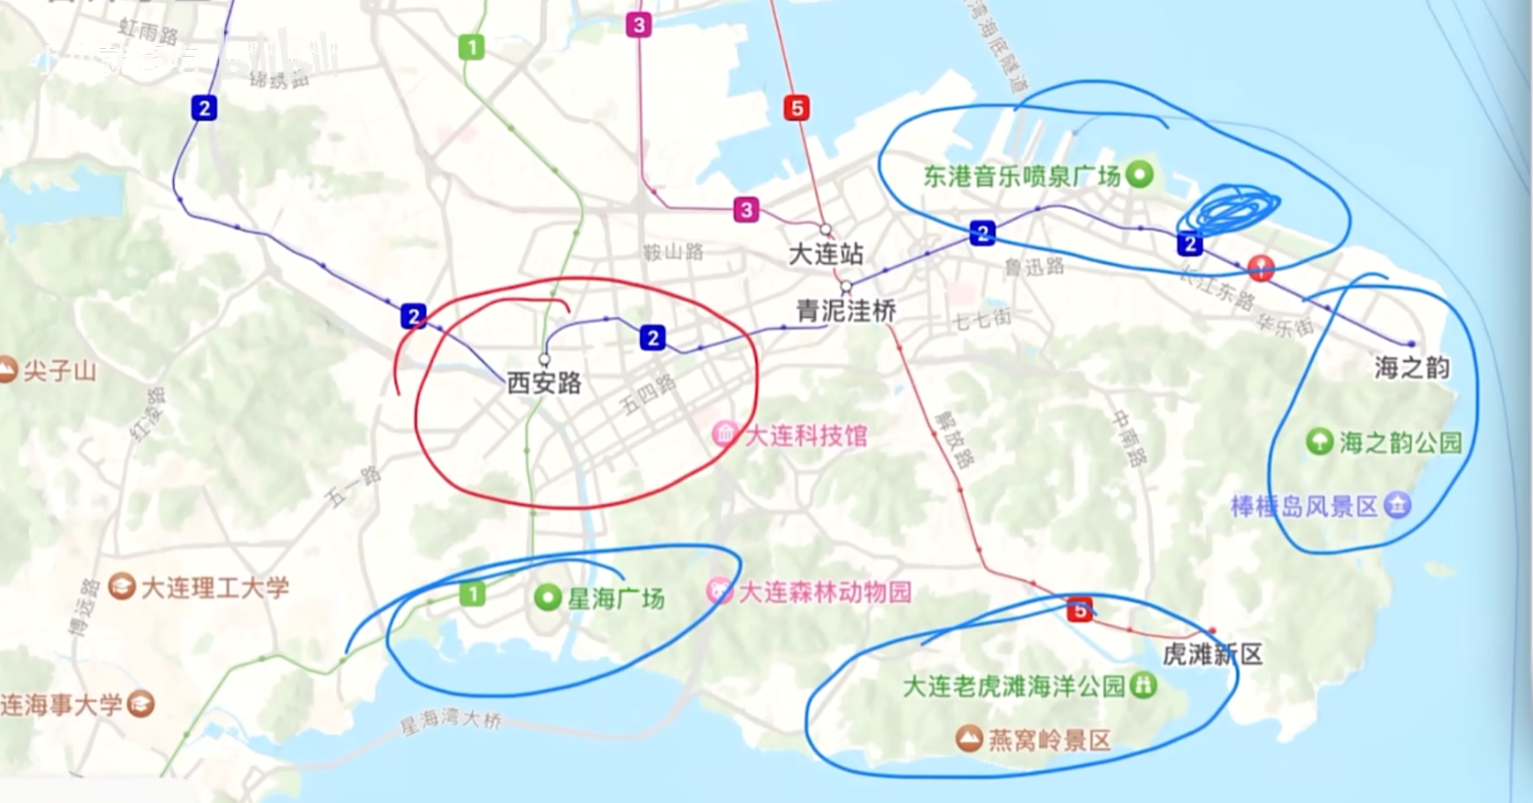 虹雨路
锦绣路
湾海底隧道
1
3
2
5
东港音乐喷泉广场
3
2
2
大连站
鞍山路
鲁迅路
长江东路
青泥洼桥
七七街
华乐街
2
2
海之韵
尖子山
西安路
五四路
红凌路
解放路
中南路
大连科技馆
海之韵公园
五一路
棒棰岛风景区
大连理工大学
1
星海广场
大连森林动物园
博远路
5
虎滩新区
大连老虎滩海洋公园
连海事大学
星海湾大桥
燕窝岭景区